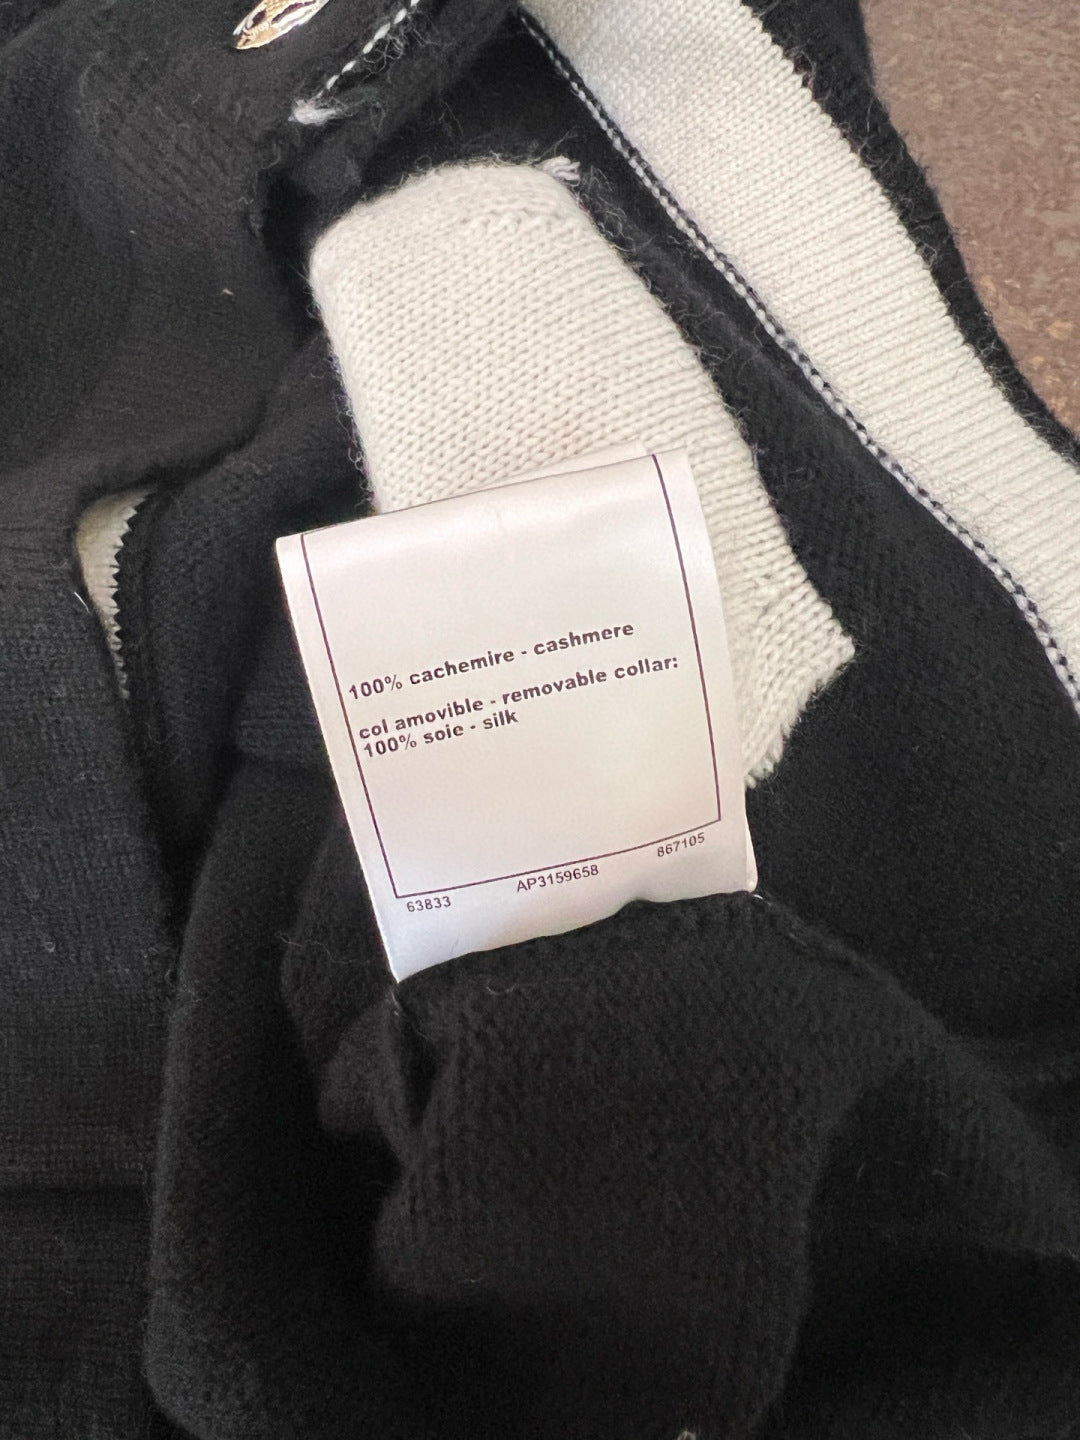 100% cachemire - cashmere
col amovible - removable collar:
100% soie - silk
63833 AP3159658 867105